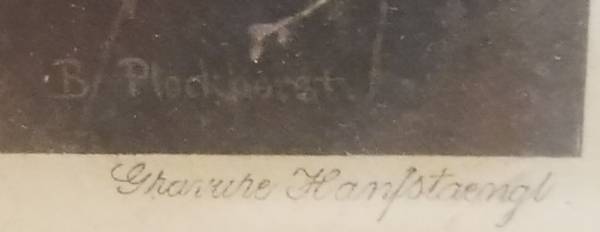 B. Plockhorst.
Gravure Hanfstaengl